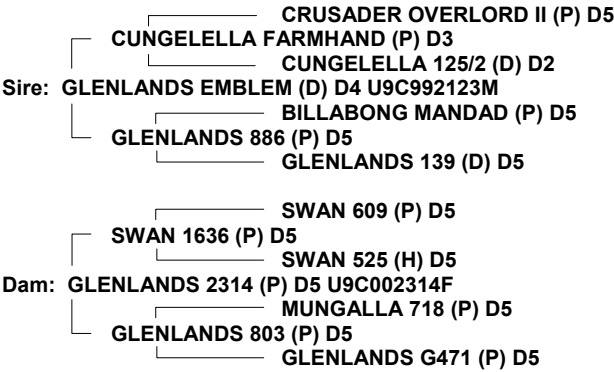 CRUSADER OVERLORD II (P) D5
CUNGELELLA FARMHAND (P) D3
CUNGELELLA 125/2 (D) D2
Sire: GLENLANDS EMBLEM (D) D4 U9C992123M
BILLABONG MANDAD (P) D5
GLENLANDS 886 (P) D5
GLENLANDS 139 (D) D5
SWAN 609 (P) D5
SWAN 1636 (P) D5
SWAN 525 (H) D5
Dam: GLENLANDS 2314 (P) D5 U9C002314F
MUNGALLA 718 (P) D5
GLENLANDS 803 (P) D5
GLENLANDS G471 (P) D5